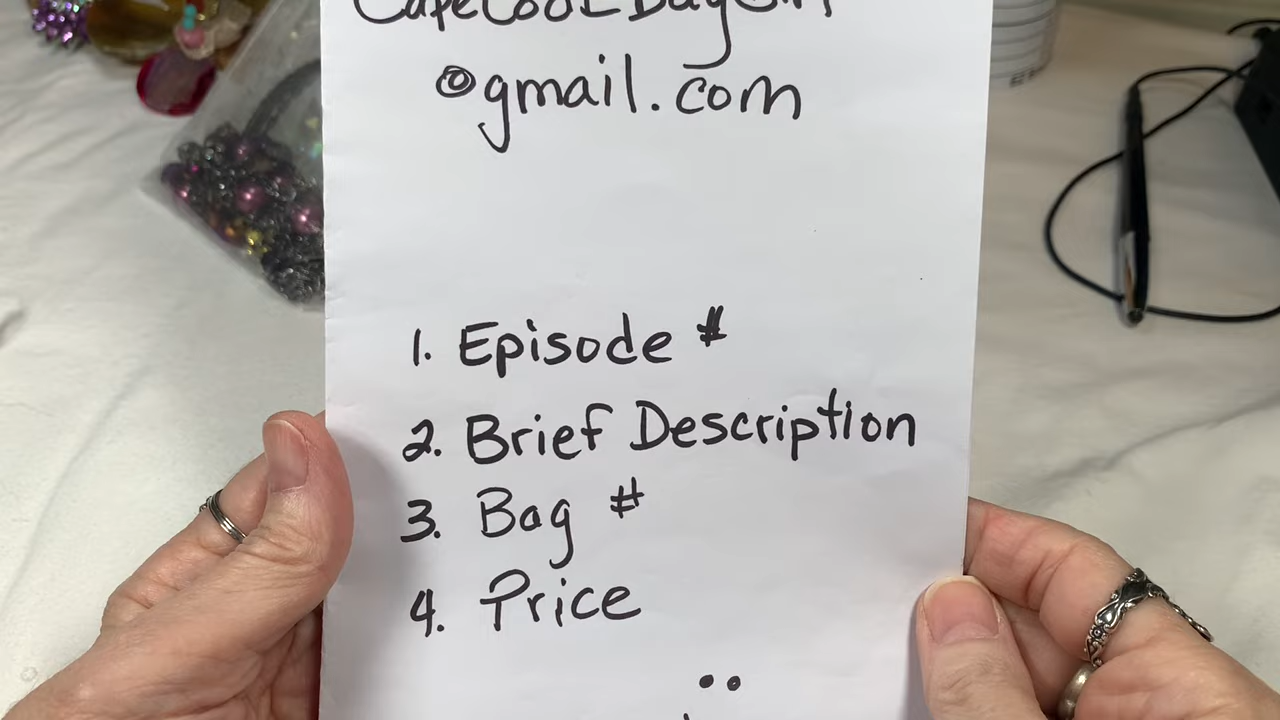 @gmail.com
1. Episode #
2. Brief Description
3. Bag #
4. Price